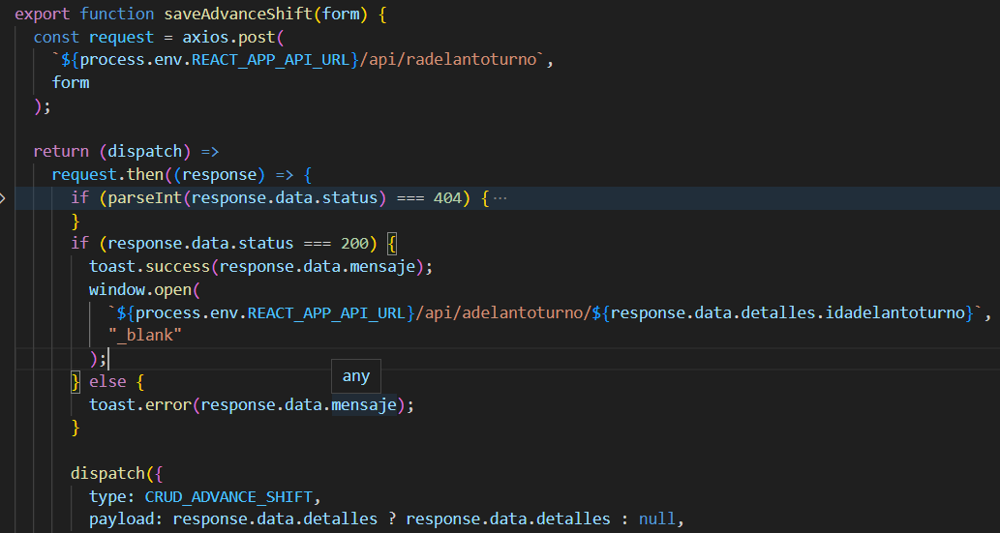 export function saveAdvanceShift(form) {
const request = axios.post(
`${process.env.REACT_APP_API_URL}/api/radelantoturno`,
form
);
return (dispatch) =>
request.then((response) => {
if (parseInt(response.data.status) === 404) {···
}
if (response.data.status === 200) {
toast.success(response.data.mensaje);
window.open(
`${process.env.REACT_APP_API_URL}/api/adelantoturno/${response.data.detalles.idadelantoturno}`,
"_blank"
);
} else {
any
toast.error(response.data.mensaje);
}
dispatch({
type: CRUD_ADVANCE_SHIFT,
payload: response.data.detalles ? response.data.detalles : null,